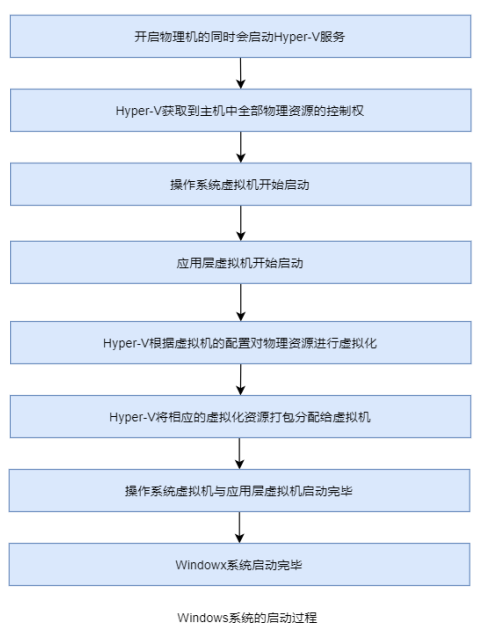 开启物理机的同时会启动Hyper-V服务
Hyper-V获取到主机中全部物理资源的控制权
操作系统虚拟机开始启动
应用层虚拟机开始启动
Hyper-V根据虚拟机的配置对物理资源进行虚拟化
Hyper-V将相应的虚拟化资源打包分配给虚拟机
操作系统虚拟机与应用层虚拟机启动完毕
Windowx系统启动完毕
Windows系统的启动过程